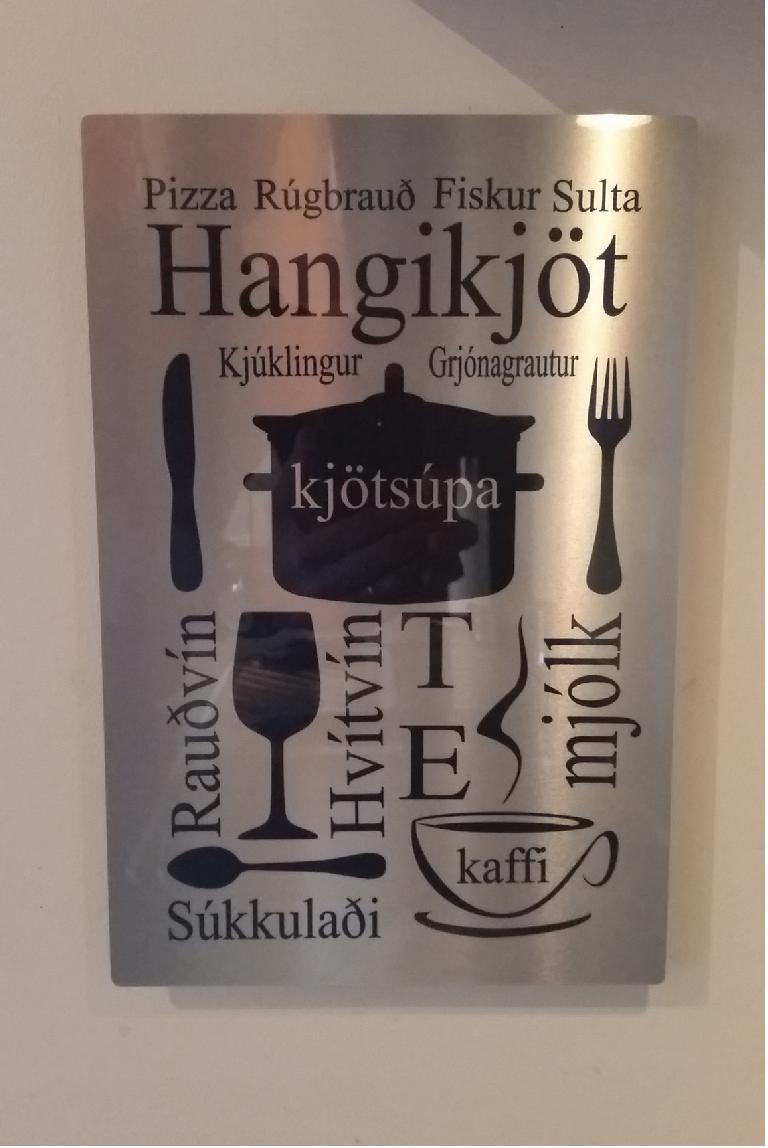 Pizza Rúgbrauð Fiskur Sulta
Hangikjöt
Kjúklingur Grjónagrautur
kjötsúpa
Rauðvín
Hvítvín
TE
mjólk
kaffi
Súkkulaði